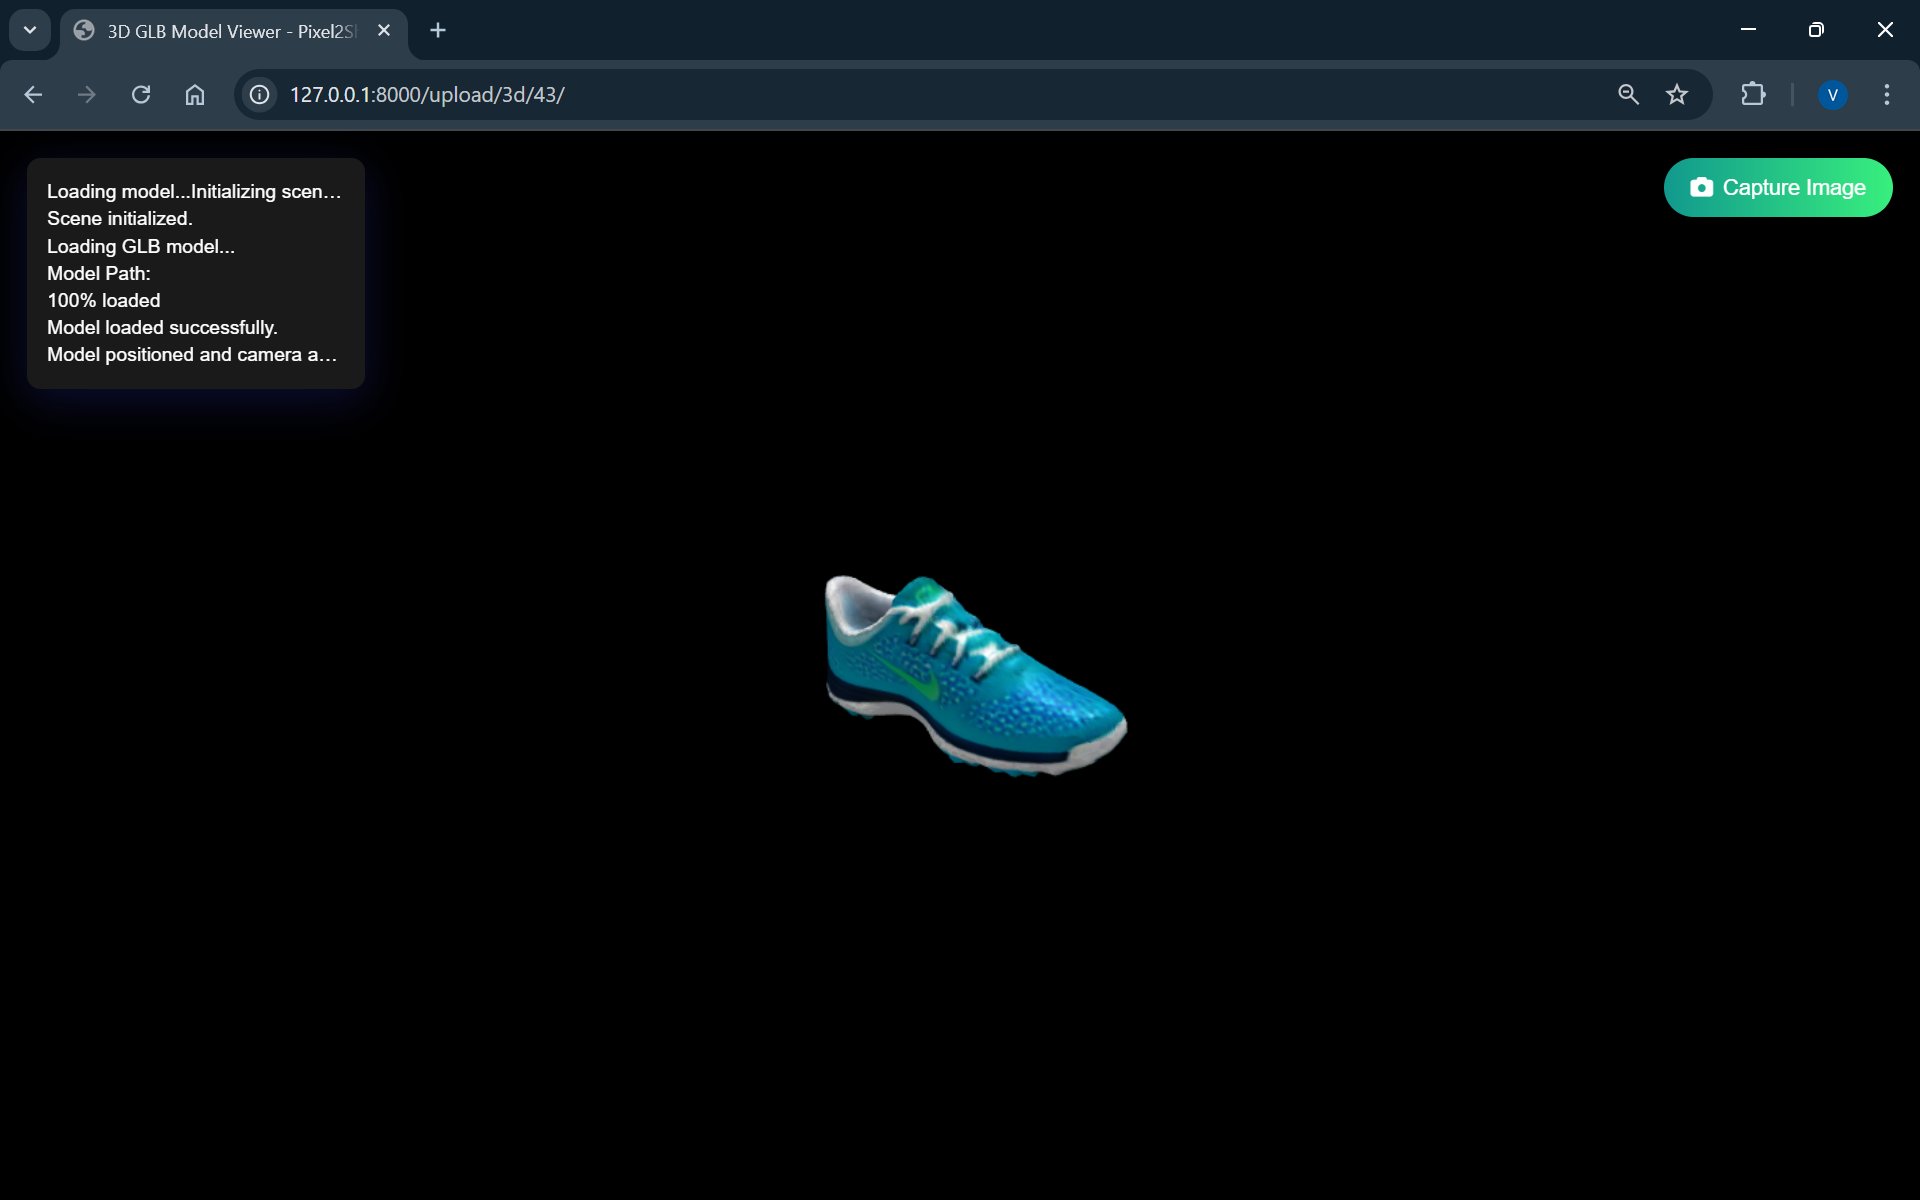 3D GLB Model Viewer - Pixel2S
127.0.0.1:8000/upload/3d/43/
V
Loading model...Initializing scen...
Scene initialized.
Loading GLB model...
Model Path:
100% loaded
Model loaded successfully.
Model positioned and camera a...
Capture Image